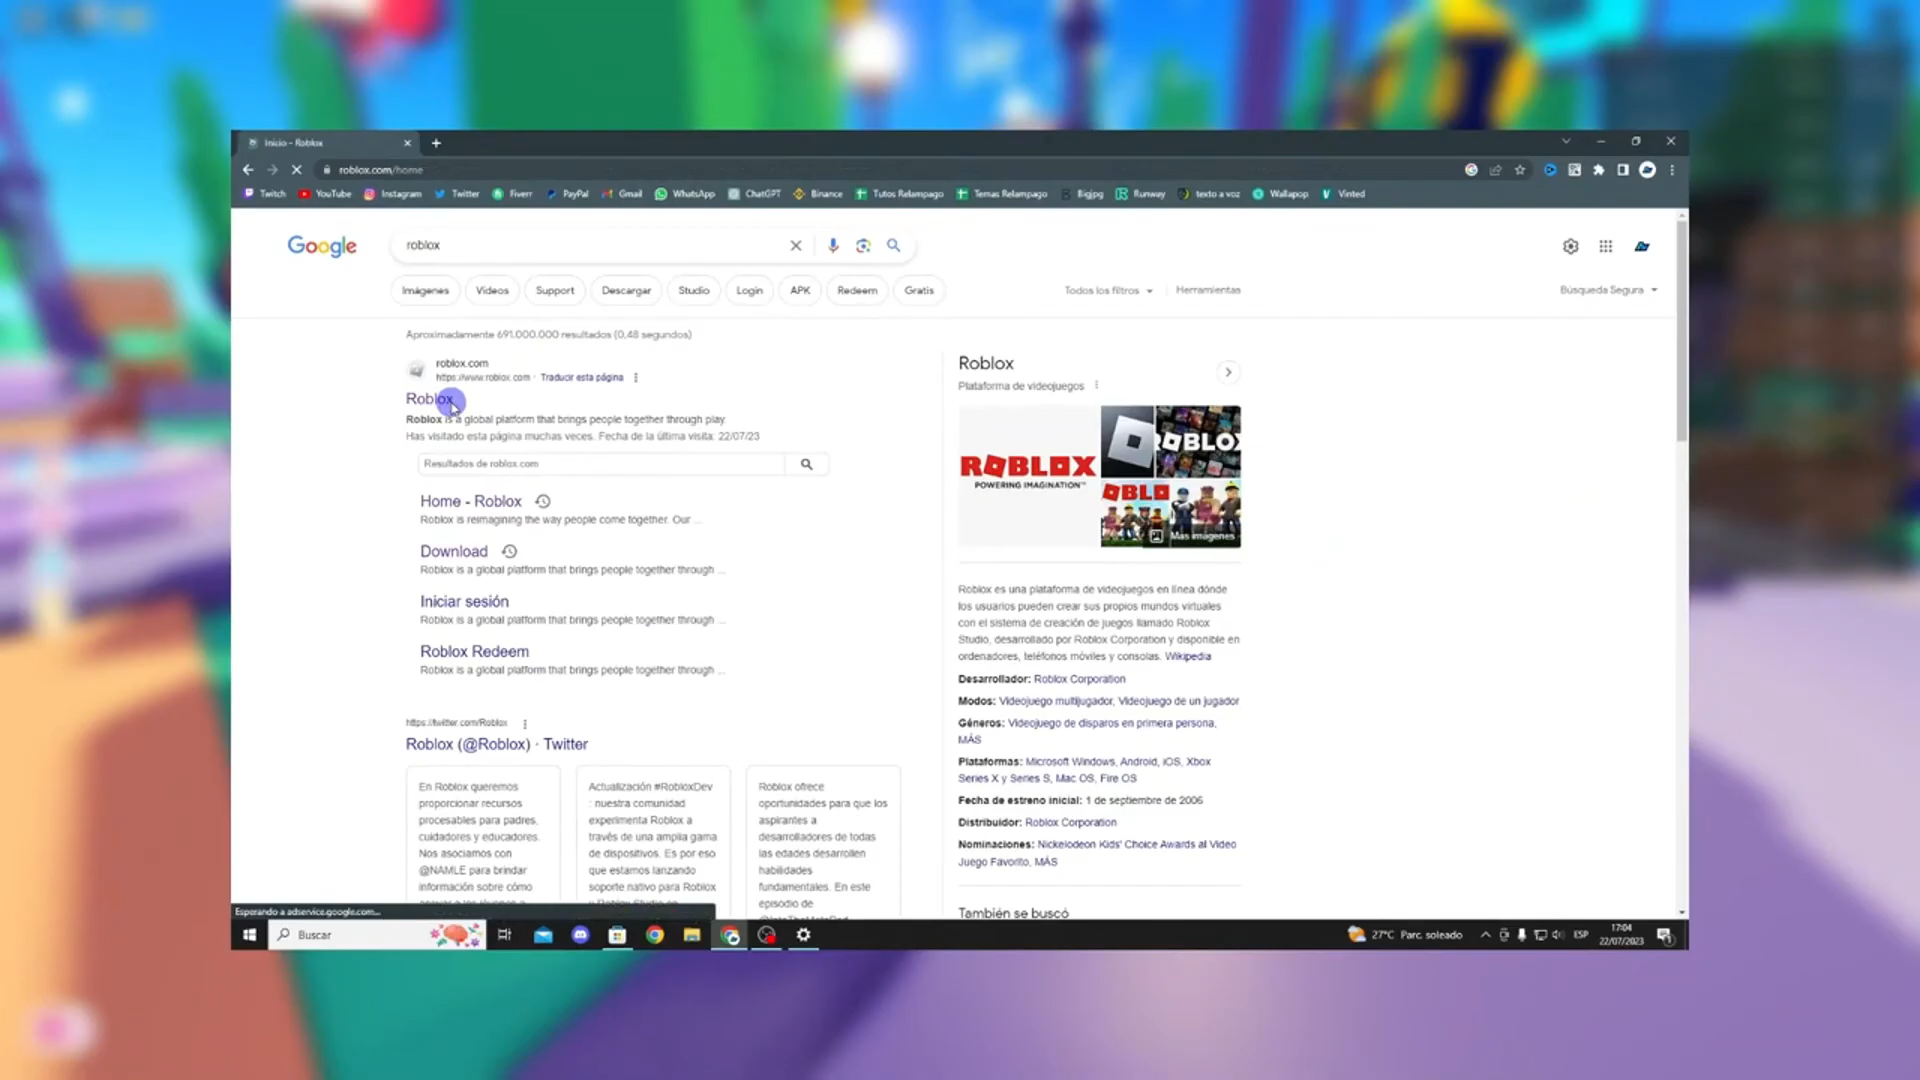 Inicio - Roblox
roblox.com/home
Twitch YouTube Instagram Twitter Fiverr PayPal Gmail WhatsApp ChatGPT Binance Tutos Relampago Temas Relampago Bigjpg Runway texto a voz Wallapop Vinted
Google roblox
Imágenes Videos Support Descargar Studio Login APK Redeem Gratis Todos los filtros Herramientas Búsqueda Segura
Aproximadamente 691.000.000 resultados (0,48 segundos)
roblox.com
https://www.roblox.com · Traducir esta página
Roblox
Roblox is a global platform that brings people together through play.
Has visitado esta página muchas veces. Fecha de la última visita: 22/07/23
Resultados de roblox.com
Home - Roblox
Roblox is reimagining the way people come together. Our ...
Download
Roblox is a global platform that brings people together through ...
Iniciar sesión
Roblox is a global platform that brings people together through ...
Roblox Redeem
Roblox is a global platform that brings people together through ...
https://twitter.com/Roblox
Roblox (@Roblox) · Twitter
En Roblox queremos
proporcionar recursos
procesables para padres,
cuidadores y educadores.
Nos asociamos con
@NAMLE para brindar
información sobre cómo
Actualización #RobloxDev
: nuestra comunidad
experimenta Roblox a
través de una amplia gama
de dispositivos. Es por eso
que estamos lanzando
soporte nativo para Roblox
Roblox ofrece
oportunidades para que los
aspirantes a
desarrolladores de todas
las edades desarrollen
habilidades
fundamentales. En este
episodio de
Roblox
Plataforma de videojuegos
ROBLOX
POWERING IMAGINATION™
ROBLOX
OBLO
Más imágenes
Roblox es una plataforma de videojuegos en línea dónde
los usuarios pueden crear sus propios mundos virtuales
con el sistema de creación de juegos llamado Roblox
Studio, desarrollado por Roblox Corporation y disponible en
ordenadores, teléfonos móviles y consolas. Wikipedia
Desarrollador: Roblox Corporation
Modos: Videojuego multijugador, Videojuego de un jugador
Géneros: Videojuego de disparos en primera persona,
MÁS
Plataformas: Microsoft Windows, Android, iOS, Xbox
Series X y Series S, Mac OS, Fire OS
Fecha de estreno inicial: 1 de septiembre de 2006
Distribuidor: Roblox Corporation
Nominaciones: Nickelodeon Kids' Choice Awards al Video
Juego Favorito, MÁS
También se buscó
Esperando a adservice.google.com...
Buscar
27°C Parc. soleado
ESP
17:04
22/07/2023